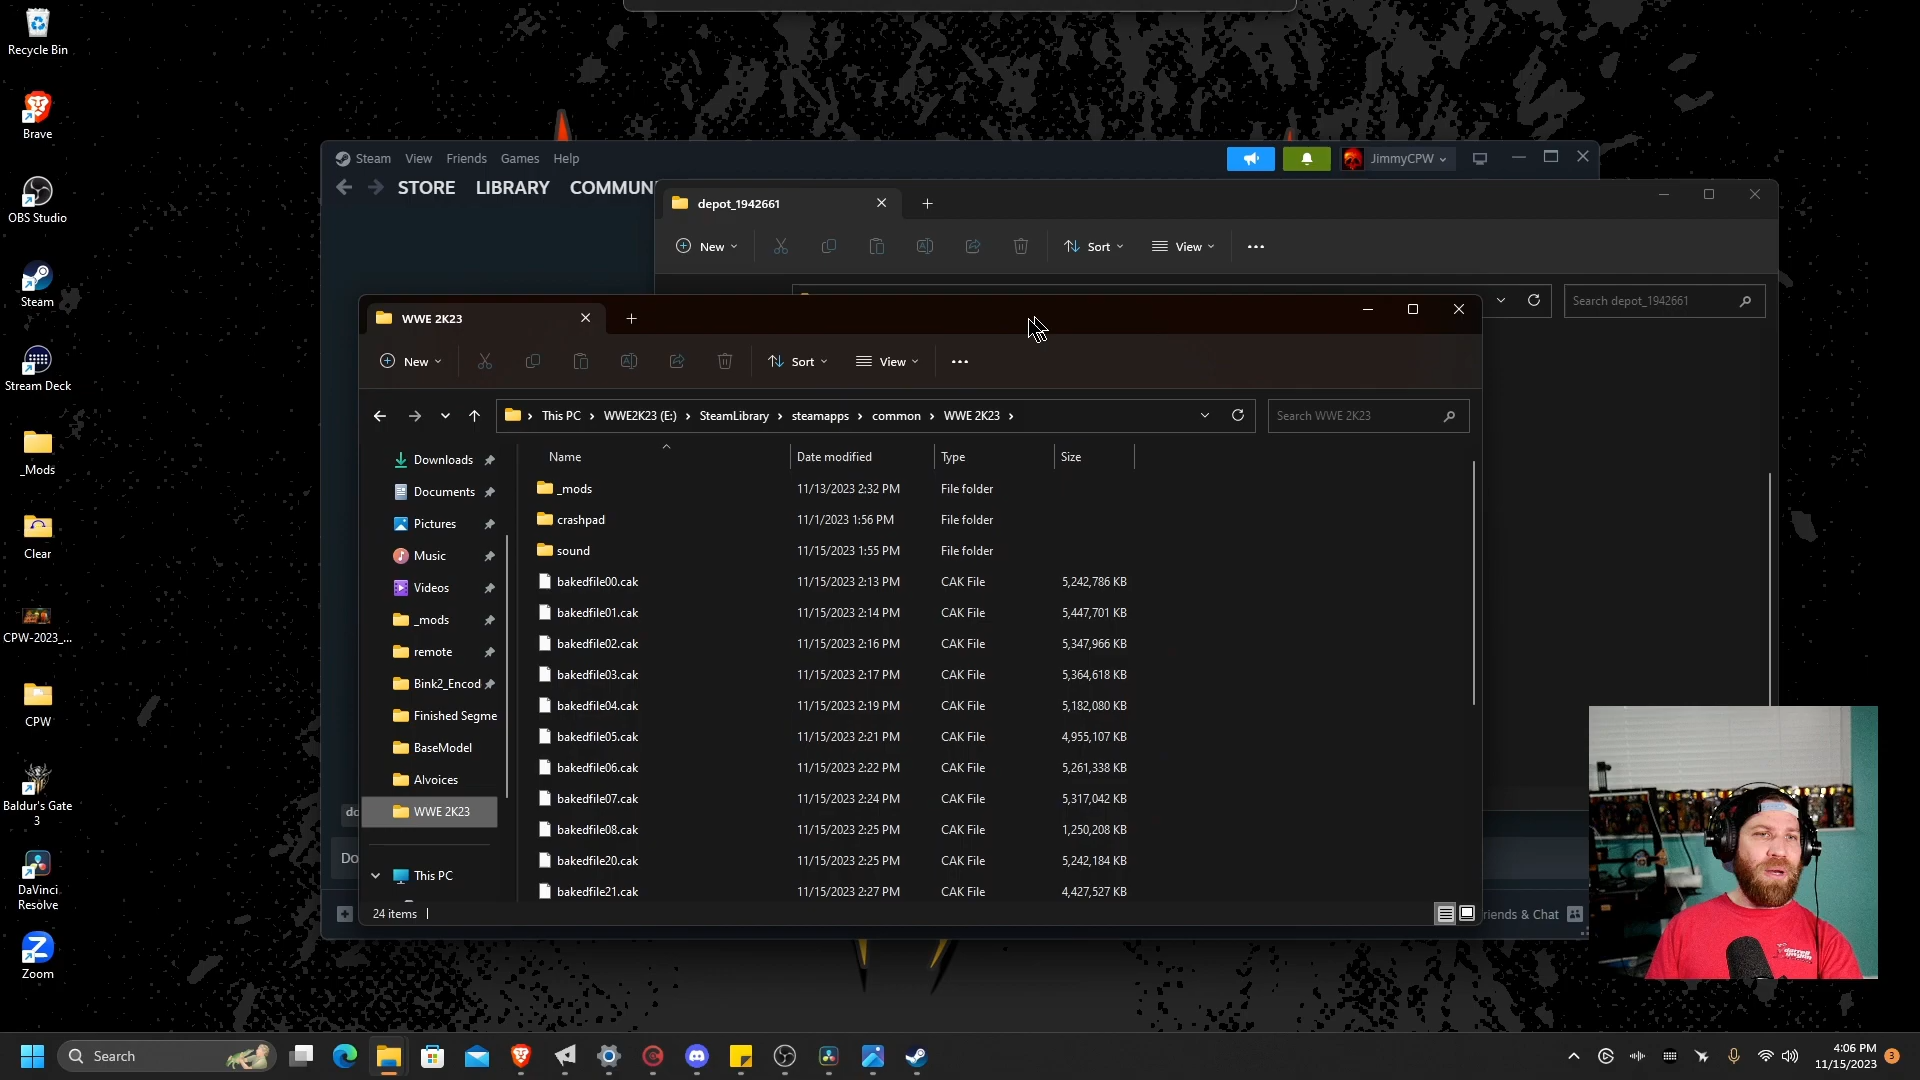 Recycle Bin
Brave
OBS Studio
Steam
Stream Deck
_Mods
Clear
CPW-2023_...
CPW
Baldur's Gate
3
DaVinci
Resolve
Zoom
Steam View Friends Games Help
JimmyCPW
STORE LIBRARY COMMUN
depot_1942661
New Sort View
Search depot_1942661
WWE 2K23
New Sort View
This PC > WWE2K23 (E:) > SteamLibrary > steamapps > common > WWE 2K23 >
Search WWE 2K23
Downloads
Documents
Pictures
Music
Videos
_mods
remote
Bink2_Encod
Finished Segme
BaseModel
AIvoices
WWE 2K23
This PC
Name Date modified Type Size
_mods 11/13/2023 2:32 PM File folder
crashpad 11/1/2023 1:56 PM File folder
sound 11/15/2023 1:55 PM File folder
bakedfile00.cak 11/15/2023 2:13 PM CAK File 5,242,786 KB
bakedfile01.cak 11/15/2023 2:14 PM CAK File 5,447,701 KB
bakedfile02.cak 11/15/2023 2:16 PM CAK File 5,347,966 KB
bakedfile03.cak 11/15/2023 2:17 PM CAK File 5,364,618 KB
bakedfile04.cak 11/15/2023 2:19 PM CAK File 5,182,080 KB
bakedfile05.cak 11/15/2023 2:21 PM CAK File 4,955,107 KB
bakedfile06.cak 11/15/2023 2:22 PM CAK File 5,261,338 KB
bakedfile07.cak 11/15/2023 2:24 PM CAK File 5,317,042 KB
bakedfile08.cak 11/15/2023 2:25 PM CAK File 1,250,208 KB
bakedfile20.cak 11/15/2023 2:25 PM CAK File 5,242,184 KB
bakedfile21.cak 11/15/2023 2:27 PM CAK File 4,427,527 KB
24 items
do
Do
riends & Chat
Search
4:06 PM
11/15/2023
3